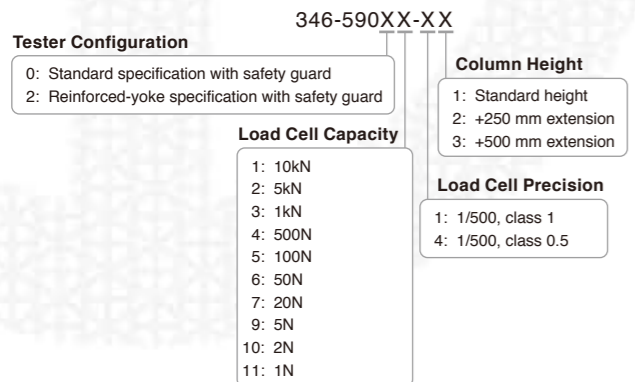 346-590XX-XX
Tester Configuration
0: Standard specification with safety guard
2: Reinforced-yoke specification with safety guard
Column Height
1: Standard height
2: +250 mm extension
3: +500 mm extension
Load Cell Capacity
1: 10kN
2: 5kN
3: 1kN
4: 500N
5: 100N
6: 50N
7: 20N
9: 5N
10: 2N
11: 1N
Load Cell Precision
1: 1/500, class 1
4: 1/500, class 0.5